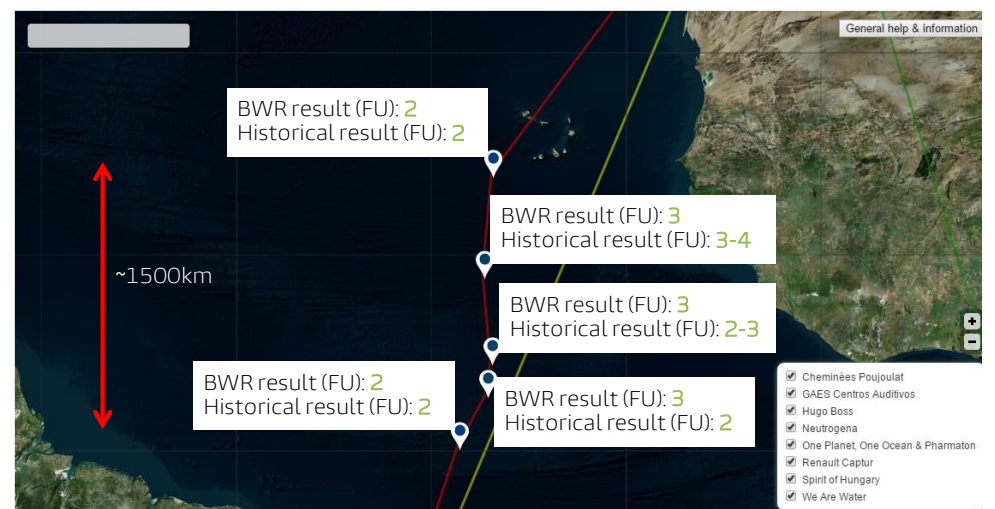 General help & information
BWR result (FU): 2
Historical result (FU): 2
BWR result (FU): 3
Historical result (FU): 3-4
~1500km
BWR result (FU): 3
Historical result (FU): 2-3
BWR result (FU): 2
Historical result (FU): 2
BWR result (FU): 3
Historical result (FU): 2
+
−
Cheminées Poujoulat
GAES Centros Auditivos
Hugo Boss
Neutrogena
One Planet, One Ocean & Pharmaton
Renault Captur
Spirit of Hungary
We Are Water